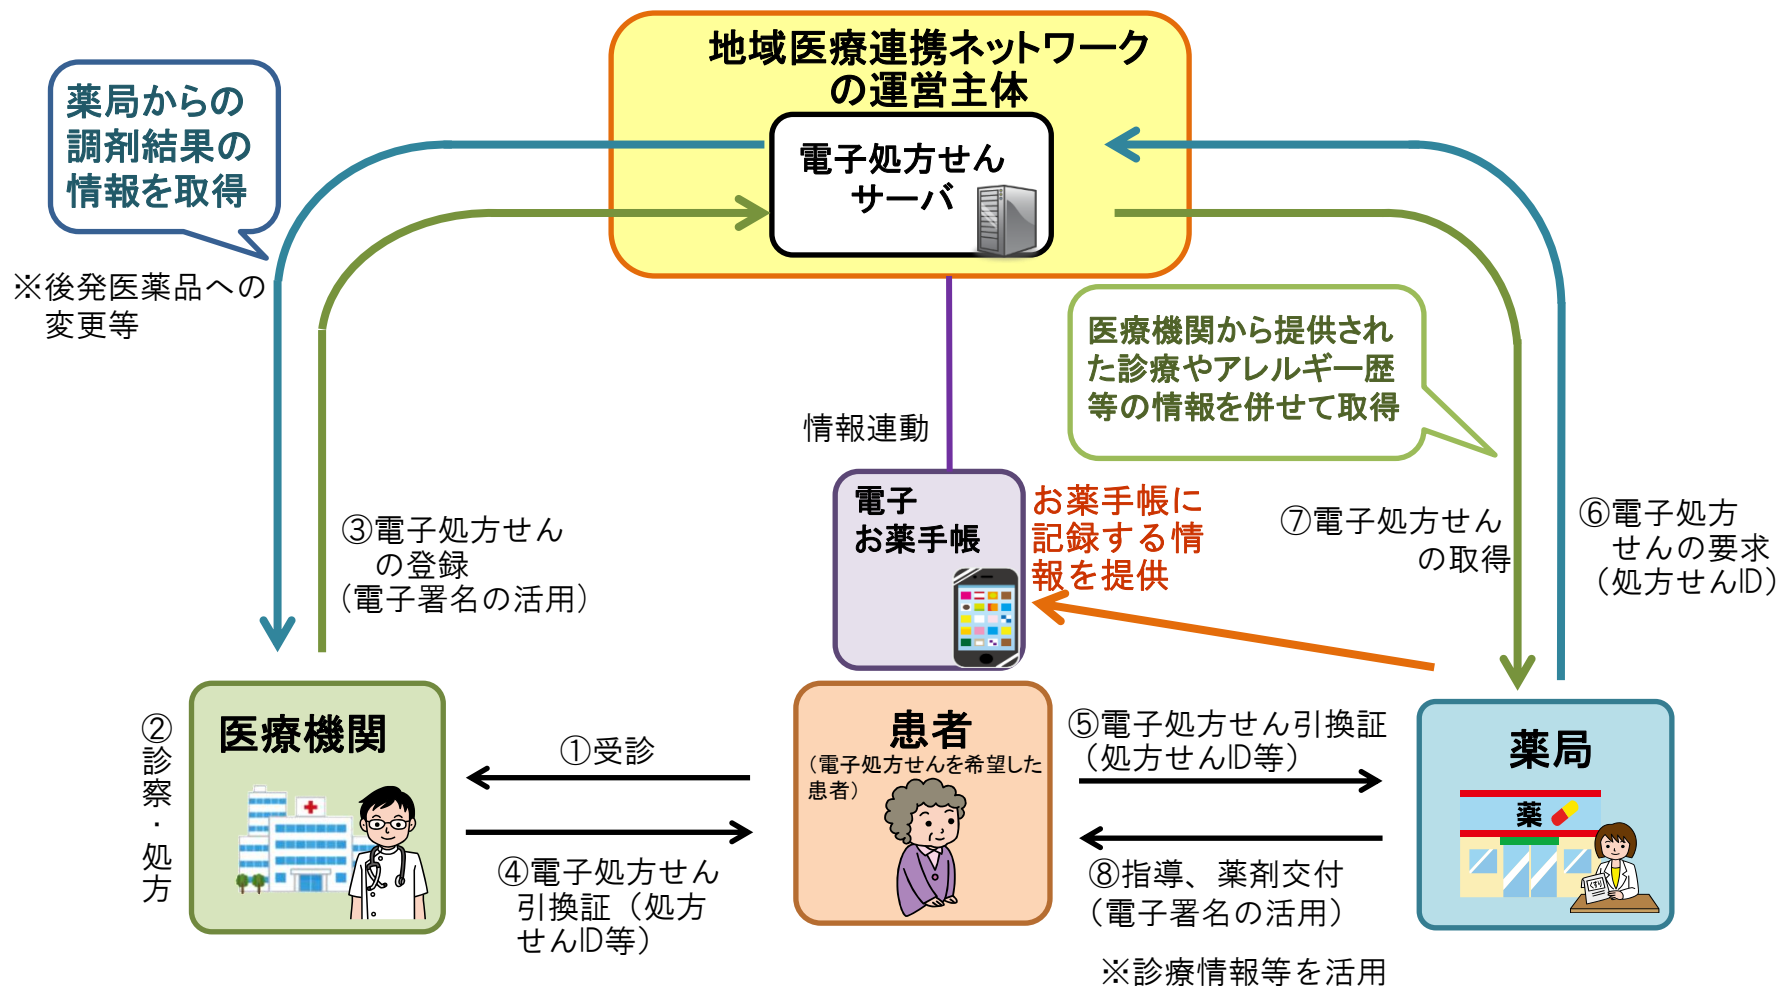 地域医療連携ネットワーク
の運営主体
電子処方せん
サーバ
薬局からの
調剤結果の
情報を取得
※後発医薬品への
変更等
医療機関から提供され
た診療やアレルギー歴
等の情報を併せて取得
情報連動
電子
お薬手帳
お薬手帳に
記録する情
報を提供
③電子処方せん
の登録
（電子署名の活用）
⑦電子処方せん
の取得
⑥電子処方
せんの要求
（処方せんID）
②診察・処方
医療機関
①受診
④電子処方せん
引換証（処方
せんID等）
患者
（電子処方せんを希望した
患者）
⑤電子処方せん引換証
（処方せんID等）
⑧指導、薬剤交付
（電子署名の活用）
※診療情報等を活用
薬局
薬
くすり